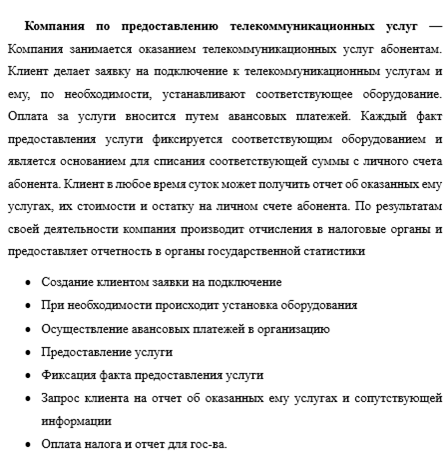 Компания по предоставлению телекоммуникационных услуг —
Компания занимается оказанием телекоммуникационных услуг абонентам.
Клиент делает заявку на подключение к телекоммуникационным услугам и
ему, по необходимости, устанавливают соответствующее оборудование.
Оплата за услуги вносится путем авансовых платежей. Каждый факт
предоставления услуги фиксируется соответствующим оборудованием и
является основанием для списания соответствующей суммы с личного счета
абонента. Клиент в любое время суток может получить отчет об оказанных ему
услугах, их стоимости и остатку на личном счете абонента. По результатам
своей деятельности компания производит отчисления в налоговые органы и
предоставляет отчетность в органы государственной статистики
• Создание клиентом заявки на подключение
• При необходимости происходит установка оборудования
• Осуществление авансовых платежей в организацию
• Предоставление услуги
• Фиксация факта предоставления услуги
• Запрос клиента на отчет об оказанных ему услугах и сопутствующей
информации
• Оплата налога и отчет для гос-ва.